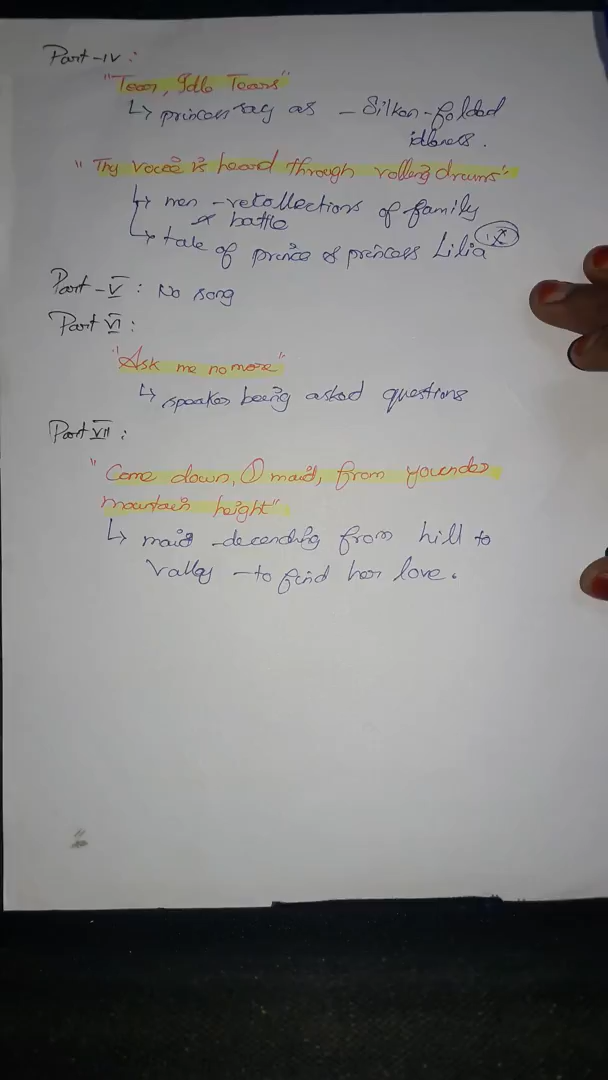 Part-IV:
"Tears, Idle Tears"
↳ princess say as - Silken-folded
idleness.
"Thy voice is heard through rolling drums"
↳ men - recollections of family
& battle
↳ tale of prince & princess Lilia
Part-V: No song
Part VI:
"Ask me no more"
↳ speaker being asked questions
Part VII:
"Come down, O maid, from younder
mountain height"
↳ maid - decending from hill to
Valley - to find her love.